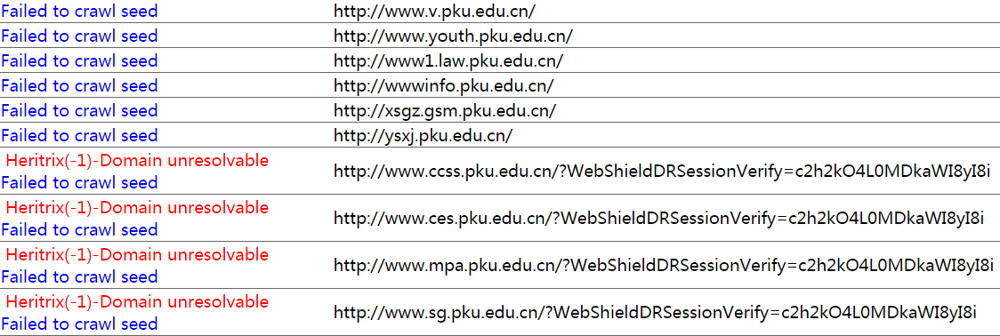 Failed to crawl seed http://www.v.pku.edu.cn/
Failed to crawl seed http://www.youth.pku.edu.cn/
Failed to crawl seed http://www1.law.pku.edu.cn/
Failed to crawl seed http://wwwinfo.pku.edu.cn/
Failed to crawl seed http://xsgz.gsm.pku.edu.cn/
Failed to crawl seed http://ysxj.pku.edu.cn/
Heritrix(-1)-Domain unresolvable
Failed to crawl seed
http://www.ccss.pku.edu.cn/?WebShieldDRSessionVerify=c2h2kO4L0MDkaWI8yI8i
Heritrix(-1)-Domain unresolvable
Failed to crawl seed
http://www.ces.pku.edu.cn/?WebShieldDRSessionVerify=c2h2kO4L0MDkaWI8yI8i
Heritrix(-1)-Domain unresolvable
Failed to crawl seed
http://www.mpa.pku.edu.cn/?WebShieldDRSessionVerify=c2h2kO4L0MDkaWI8yI8i
Heritrix(-1)-Domain unresolvable
Failed to crawl seed
http://www.sg.pku.edu.cn/?WebShieldDRSessionVerify=c2h2kO4L0MDkaWI8yI8i